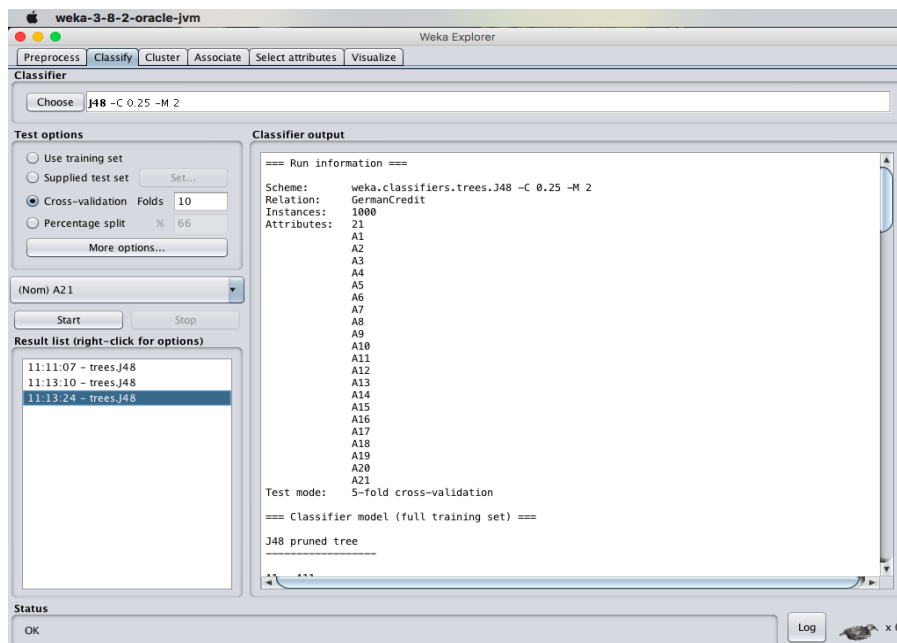 weka-3-8-2-oracle-jvm
Weka Explorer
Preprocess Classify Cluster Associate Select attributes Visualize
Classifier
Choose J48 -C 0.25 -M 2
Test options
Use training set
Supplied test set Set...
Cross-validation Folds 10
Percentage split % 66
More options...
(Nom) A21
Start Stop
Result list (right-click for options)
11:11:07 - trees.J48
11:13:10 - trees.J48
11:13:24 - trees.J48
Classifier output
=== Run information ===
Scheme: weka.classifiers.trees.J48 -C 0.25 -M 2
Relation: GermanCredit
Instances: 1000
Attributes: 21
A1
A2
A3
A4
A5
A6
A7
A8
A9
A10
A11
A12
A13
A14
A15
A16
A17
A18
A19
A20
A21
Test mode: 5-fold cross-validation
=== Classifier model (full training set) ===
J48 pruned tree
------------------
Status
OK
Log
x